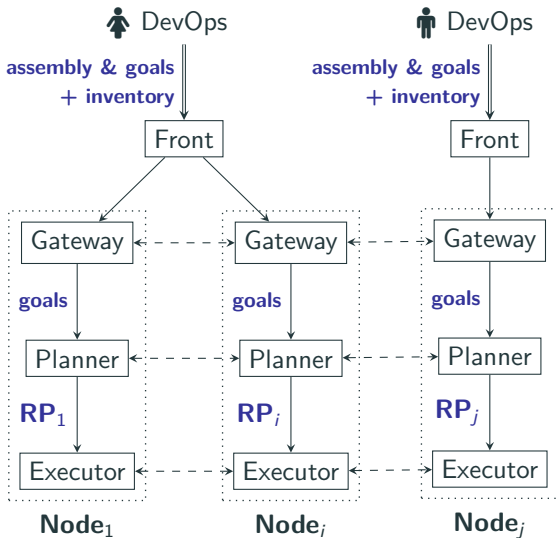 DevOps DevOps
assembly & goals assembly & goals
+ inventory + inventory
Front Front
Gateway Gateway Gateway
goals goals goals
Planner Planner Planner
RP₁ RPᵢ RPⱼ
Executor Executor Executor
Node₁ Nodeᵢ Nodeⱼ